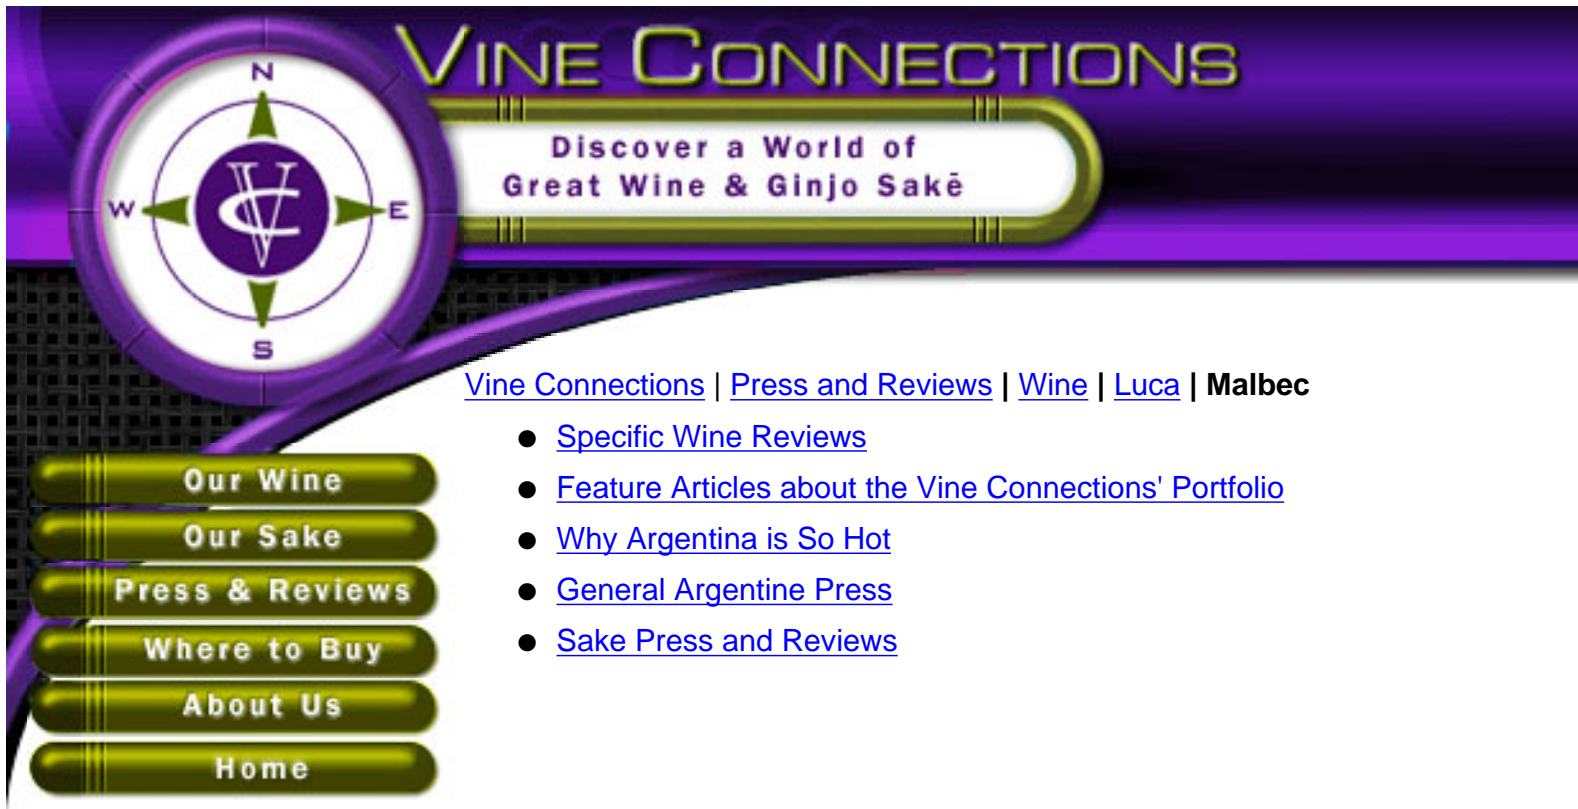 VINE CONNECTIONS
Discover a World of
Great Wine & Ginjo Sakē
N
W
VC
E
S
Vine Connections | Press and Reviews | Wine | Luca | Malbec
● Specific Wine Reviews
● Feature Articles about the Vine Connections' Portfolio
● Why Argentina is So Hot
● General Argentine Press
● Sake Press and Reviews
Our Wine
Our Sake
Press & Reviews
Where to Buy
About Us
Home